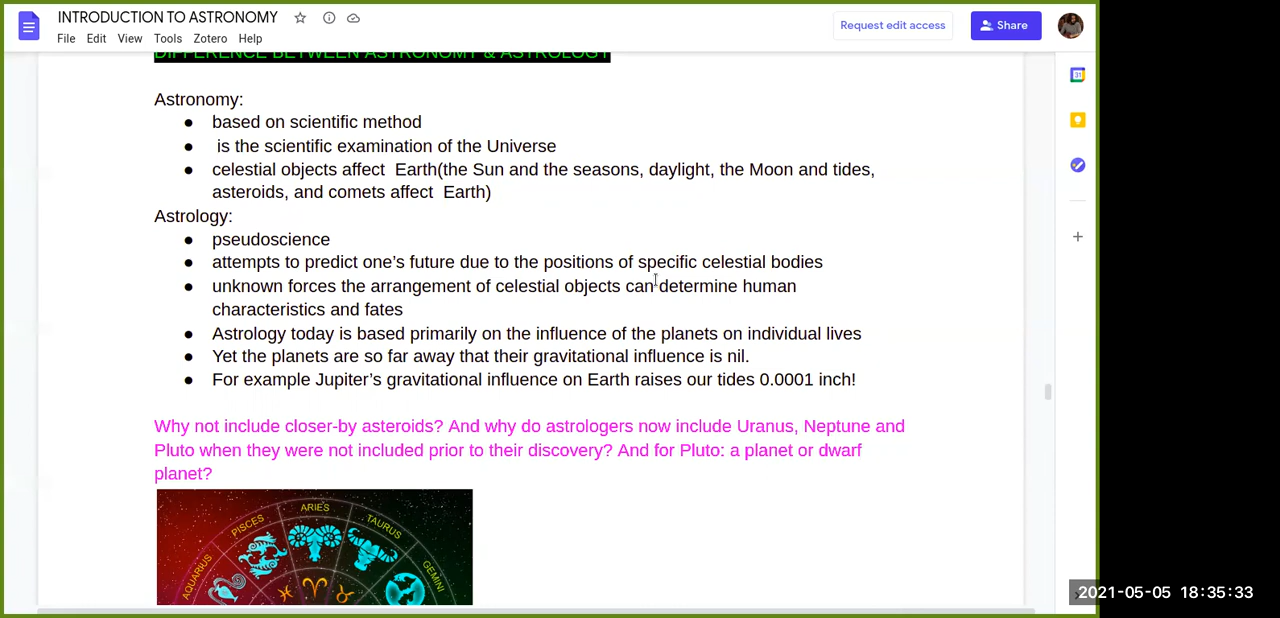 INTRODUCTION TO ASTRONOMY
Request edit access
Share
File Edit View Tools Zotero Help
31
DIFFERENCE BETWEEN ASTRONOMY & ASTROLOGY
Astronomy:
● based on scientific method
● is the scientific examination of the Universe
● celestial objects affect Earth(the Sun and the seasons, daylight, the Moon and tides,
asteroids, and comets affect Earth)
Astrology:
● pseudoscience
● attempts to predict one’s future due to the positions of specific celestial bodies
● unknown forces the arrangement of celestial objects can determine human
characteristics and fates
● Astrology today is based primarily on the influence of the planets on individual lives
● Yet the planets are so far away that their gravitational influence is nil.
● For example Jupiter’s gravitational influence on Earth raises our tides 0.0001 inch!
Why not include closer-by asteroids? And why do astrologers now include Uranus, Neptune and
Pluto when they were not included prior to their discovery? And for Pluto: a planet or dwarf
planet?
AQUARIUS PISCES ARIES TAURUS GEMINI
2021-05-05 18:35:33